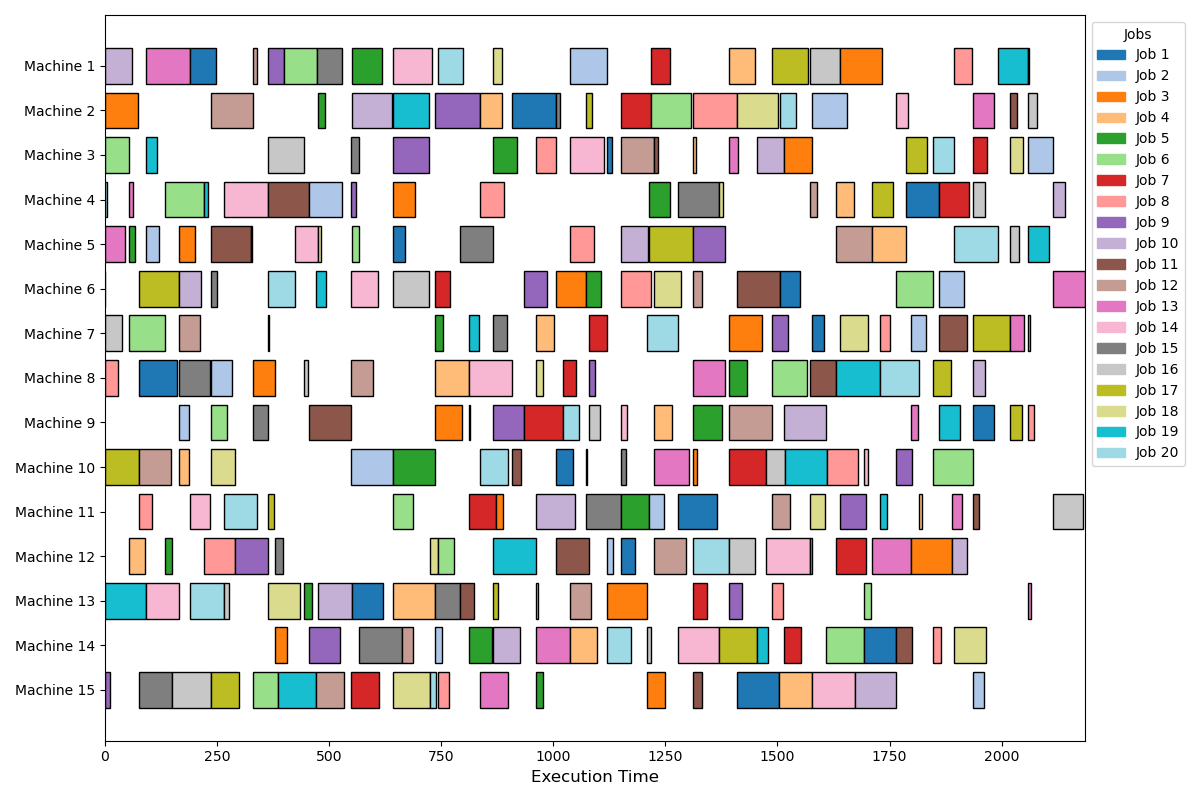 Machine 1
Machine 2
Machine 3
Machine 4
Machine 5
Machine 6
Machine 7
Machine 8
Machine 9
Machine 10
Machine 11
Machine 12
Machine 13
Machine 14
Machine 15
0 250 500 750 1000 1250 1500 1750 2000
Execution Time
Jobs
Job 1
Job 2
Job 3
Job 4
Job 5
Job 6
Job 7
Job 8
Job 9
Job 10
Job 11
Job 12
Job 13
Job 14
Job 15
Job 16
Job 17
Job 18
Job 19
Job 20